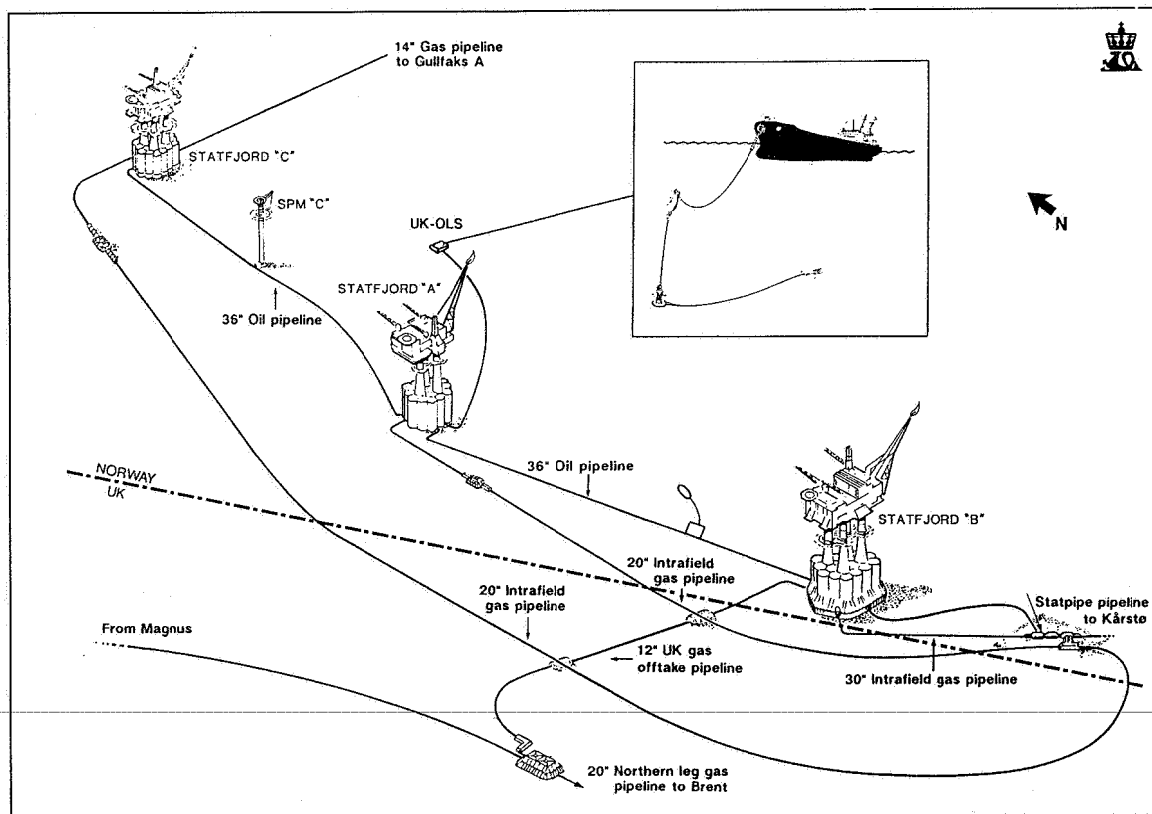 14" Gas pipeline
to Gullfaks A
STATFJORD "C"
SPM "C"
UK-OLS
N
STATFJORD "A"
36" Oil pipeline
36" Oil pipeline
STATFJORD "B"
NORWAY
UK
20" Intrafield
gas pipeline
20" Intrafield
gas pipeline
Statpipe pipeline
to Kårstø
From Magnus
12" UK gas
offtake pipeline
30" Intrafield gas pipeline
20" Northern leg gas
pipeline to Brent